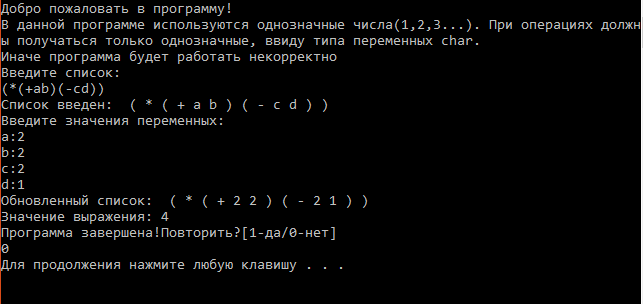 Добро пожаловать в программу!
В данной программе используются однозначные числа(1,2,3...). При операциях должн
ы получаться только однозначные, ввиду типа переменных char.
Иначе программа будет работать некорректно
Введите список:
(*(+ab)(-cd))
Список введен:  ( * ( + a b ) ( - c d ) )
Введите значения переменных:
a:2
b:2
c:2
d:1
Обновленный список:  ( * ( + 2 2 ) ( - 2 1 ) )
Значение выражения: 4
Программа завершена!Повторить?[1-да/0-нет]
0
Для продолжения нажмите любую клавишу . . .